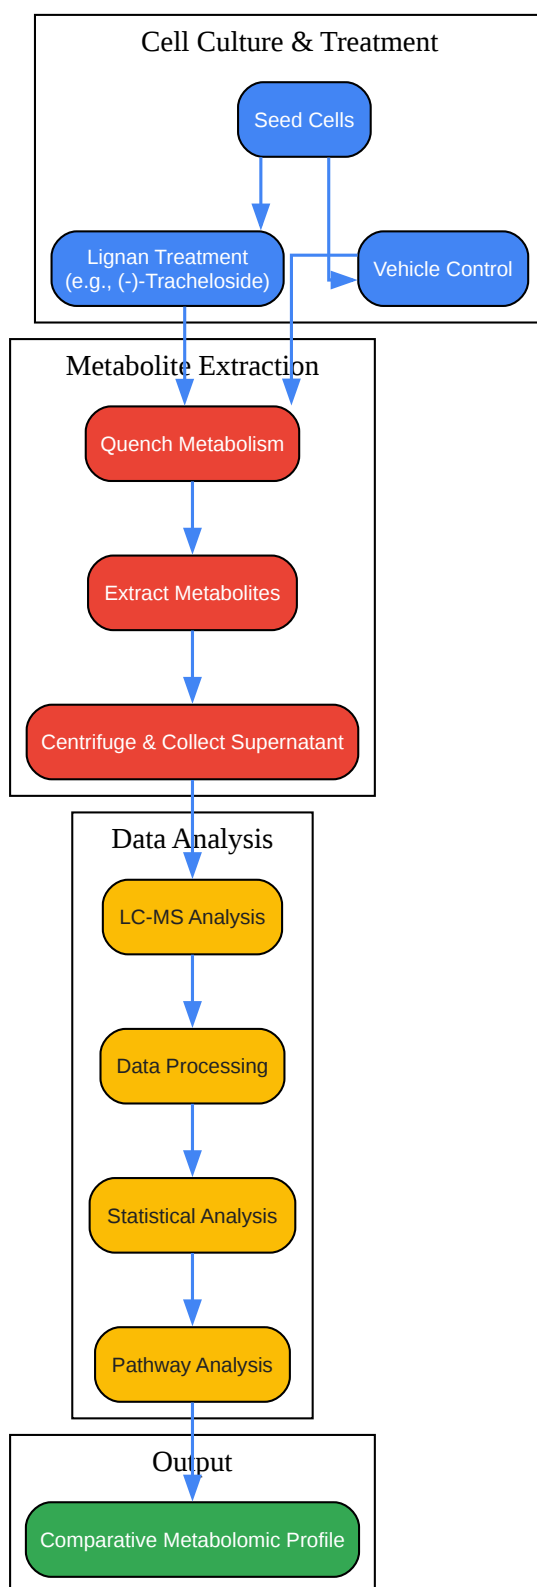 Cell Culture & Treatment
Seed Cells
Lignan Treatment
(e.g., (-)-Tracheloside)
Vehicle Control
Metabolite Extraction
Quench Metabolism
Extract Metabolites
Centrifuge & Collect Supernatant
Data Analysis
LC-MS Analysis
Data Processing
Statistical Analysis
Pathway Analysis
Output
Comparative Metabolomic Profile